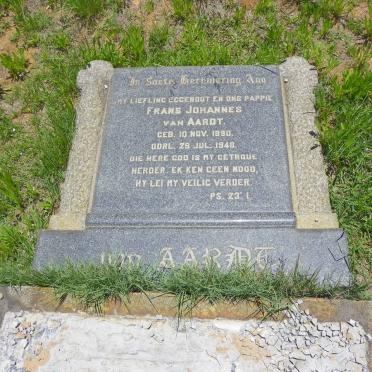 In Soete Herinnering Aan
MY LIEFLING EGGENOOT EN ONS PAPPIE
FRANS JOHANNES
VAN AARDT.
GEB. 10 NOV. 1890.
OORL. 26 JUL. 1948.
DIE HERE GOD IS MY GETROUE
HERDER, EK KEN GEEN NOOD,
HY LEI MY VEILIG VERDER.
PS. 23 1.
VAN AARDT